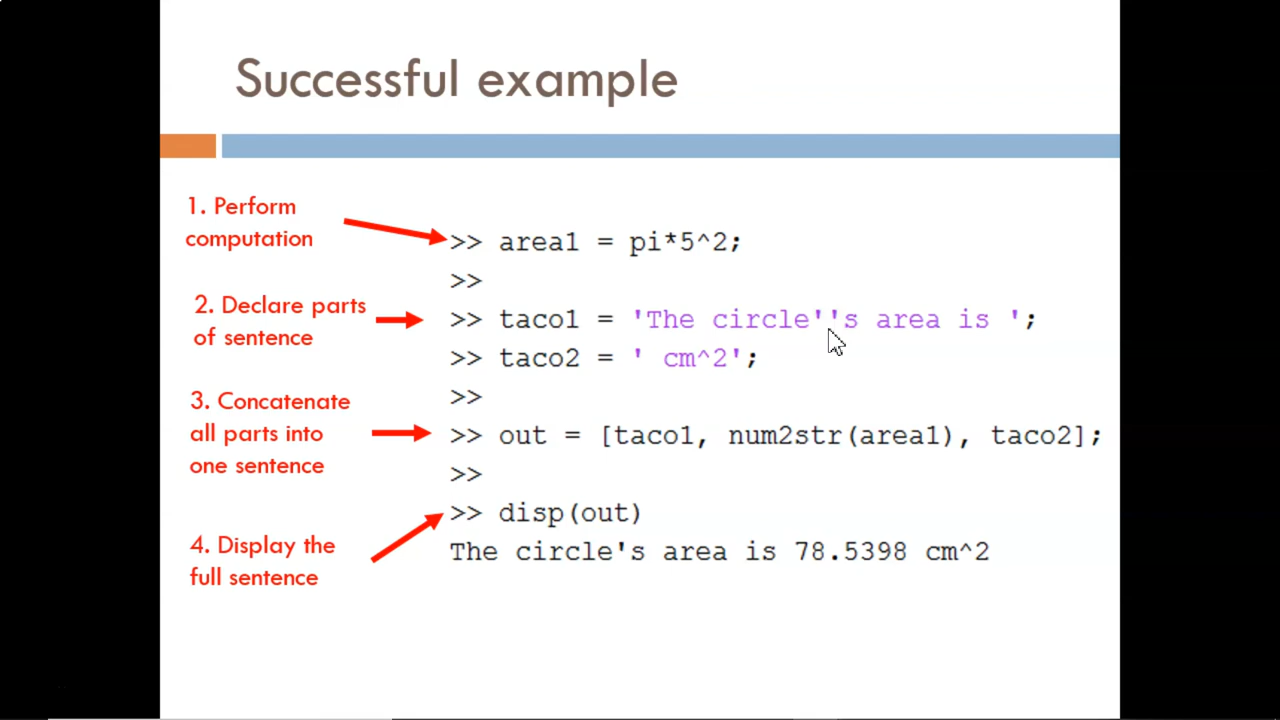 Successful example
1. Perform
computation
>> area1 = pi*5^2;
>>
2. Declare parts
of sentence
>> taco1 = 'The circle''s area is ';
>> taco2 = ' cm^2';
>>
3. Concatenate
all parts into
one sentence
>> out = [taco1, num2str(area1), taco2];
>>
4. Display the
full sentence
>> disp(out)
The circle's area is 78.5398 cm^2